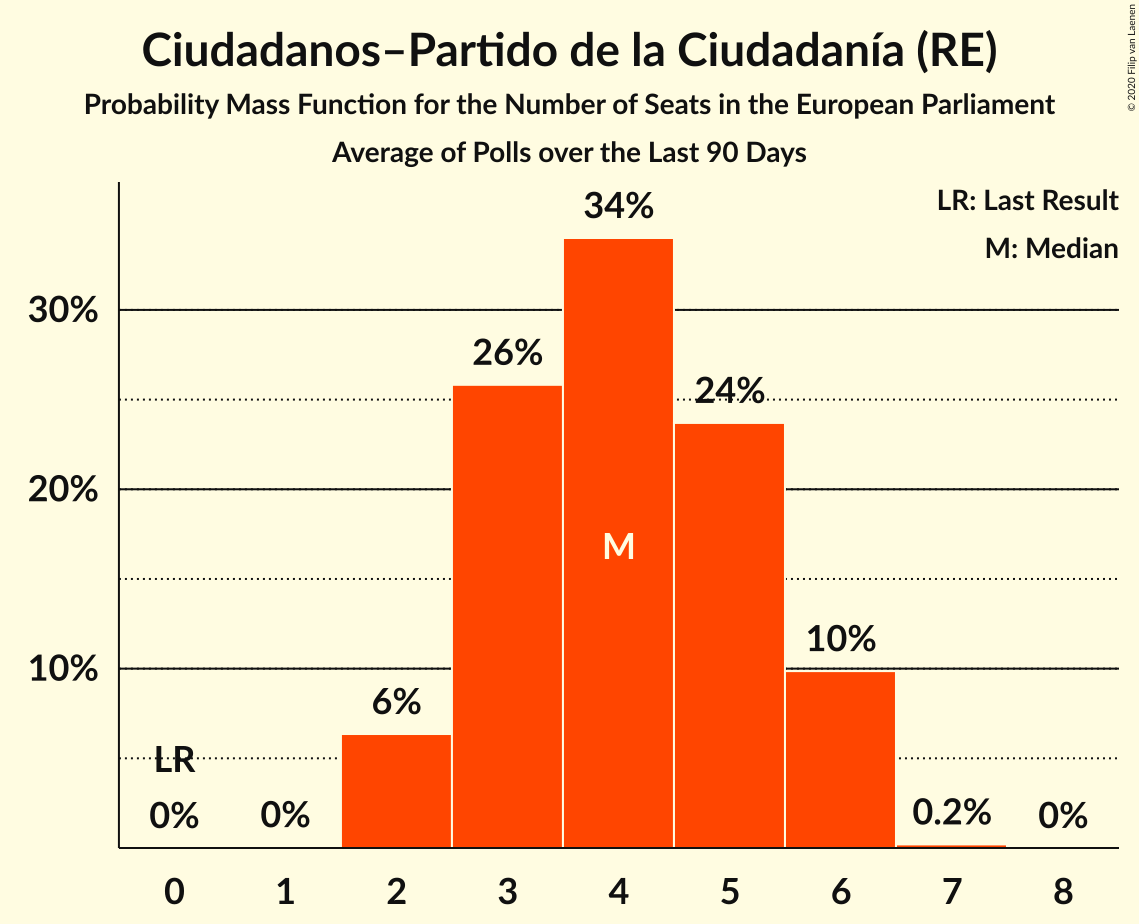 Ciudadanos–Partido de la Ciudadanía (RE)
Probability Mass Function for the Number of Seats in the European Parliament
Average of Polls over the Last 90 Days
© 2020 Filip van Laenen
LR: Last Result
M: Median
30%
20%
10%
LR
0%
0%
6%
26%
34%
M
24%
10%
0.2%
0%
0 1 2 3 4 5 6 7 8